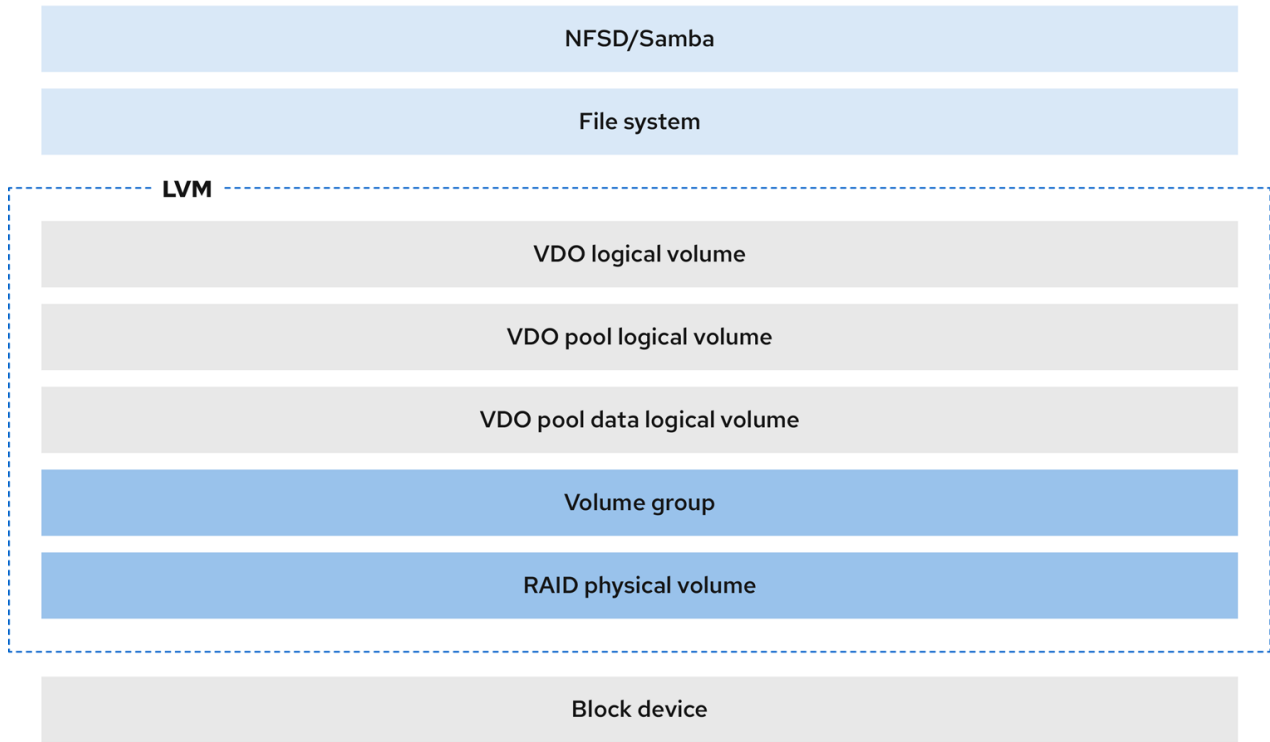 NFSD/Samba
File system
LVM
VDO logical volume
VDO pool logical volume
VDO pool data logical volume
Volume group
RAID physical volume
Block device